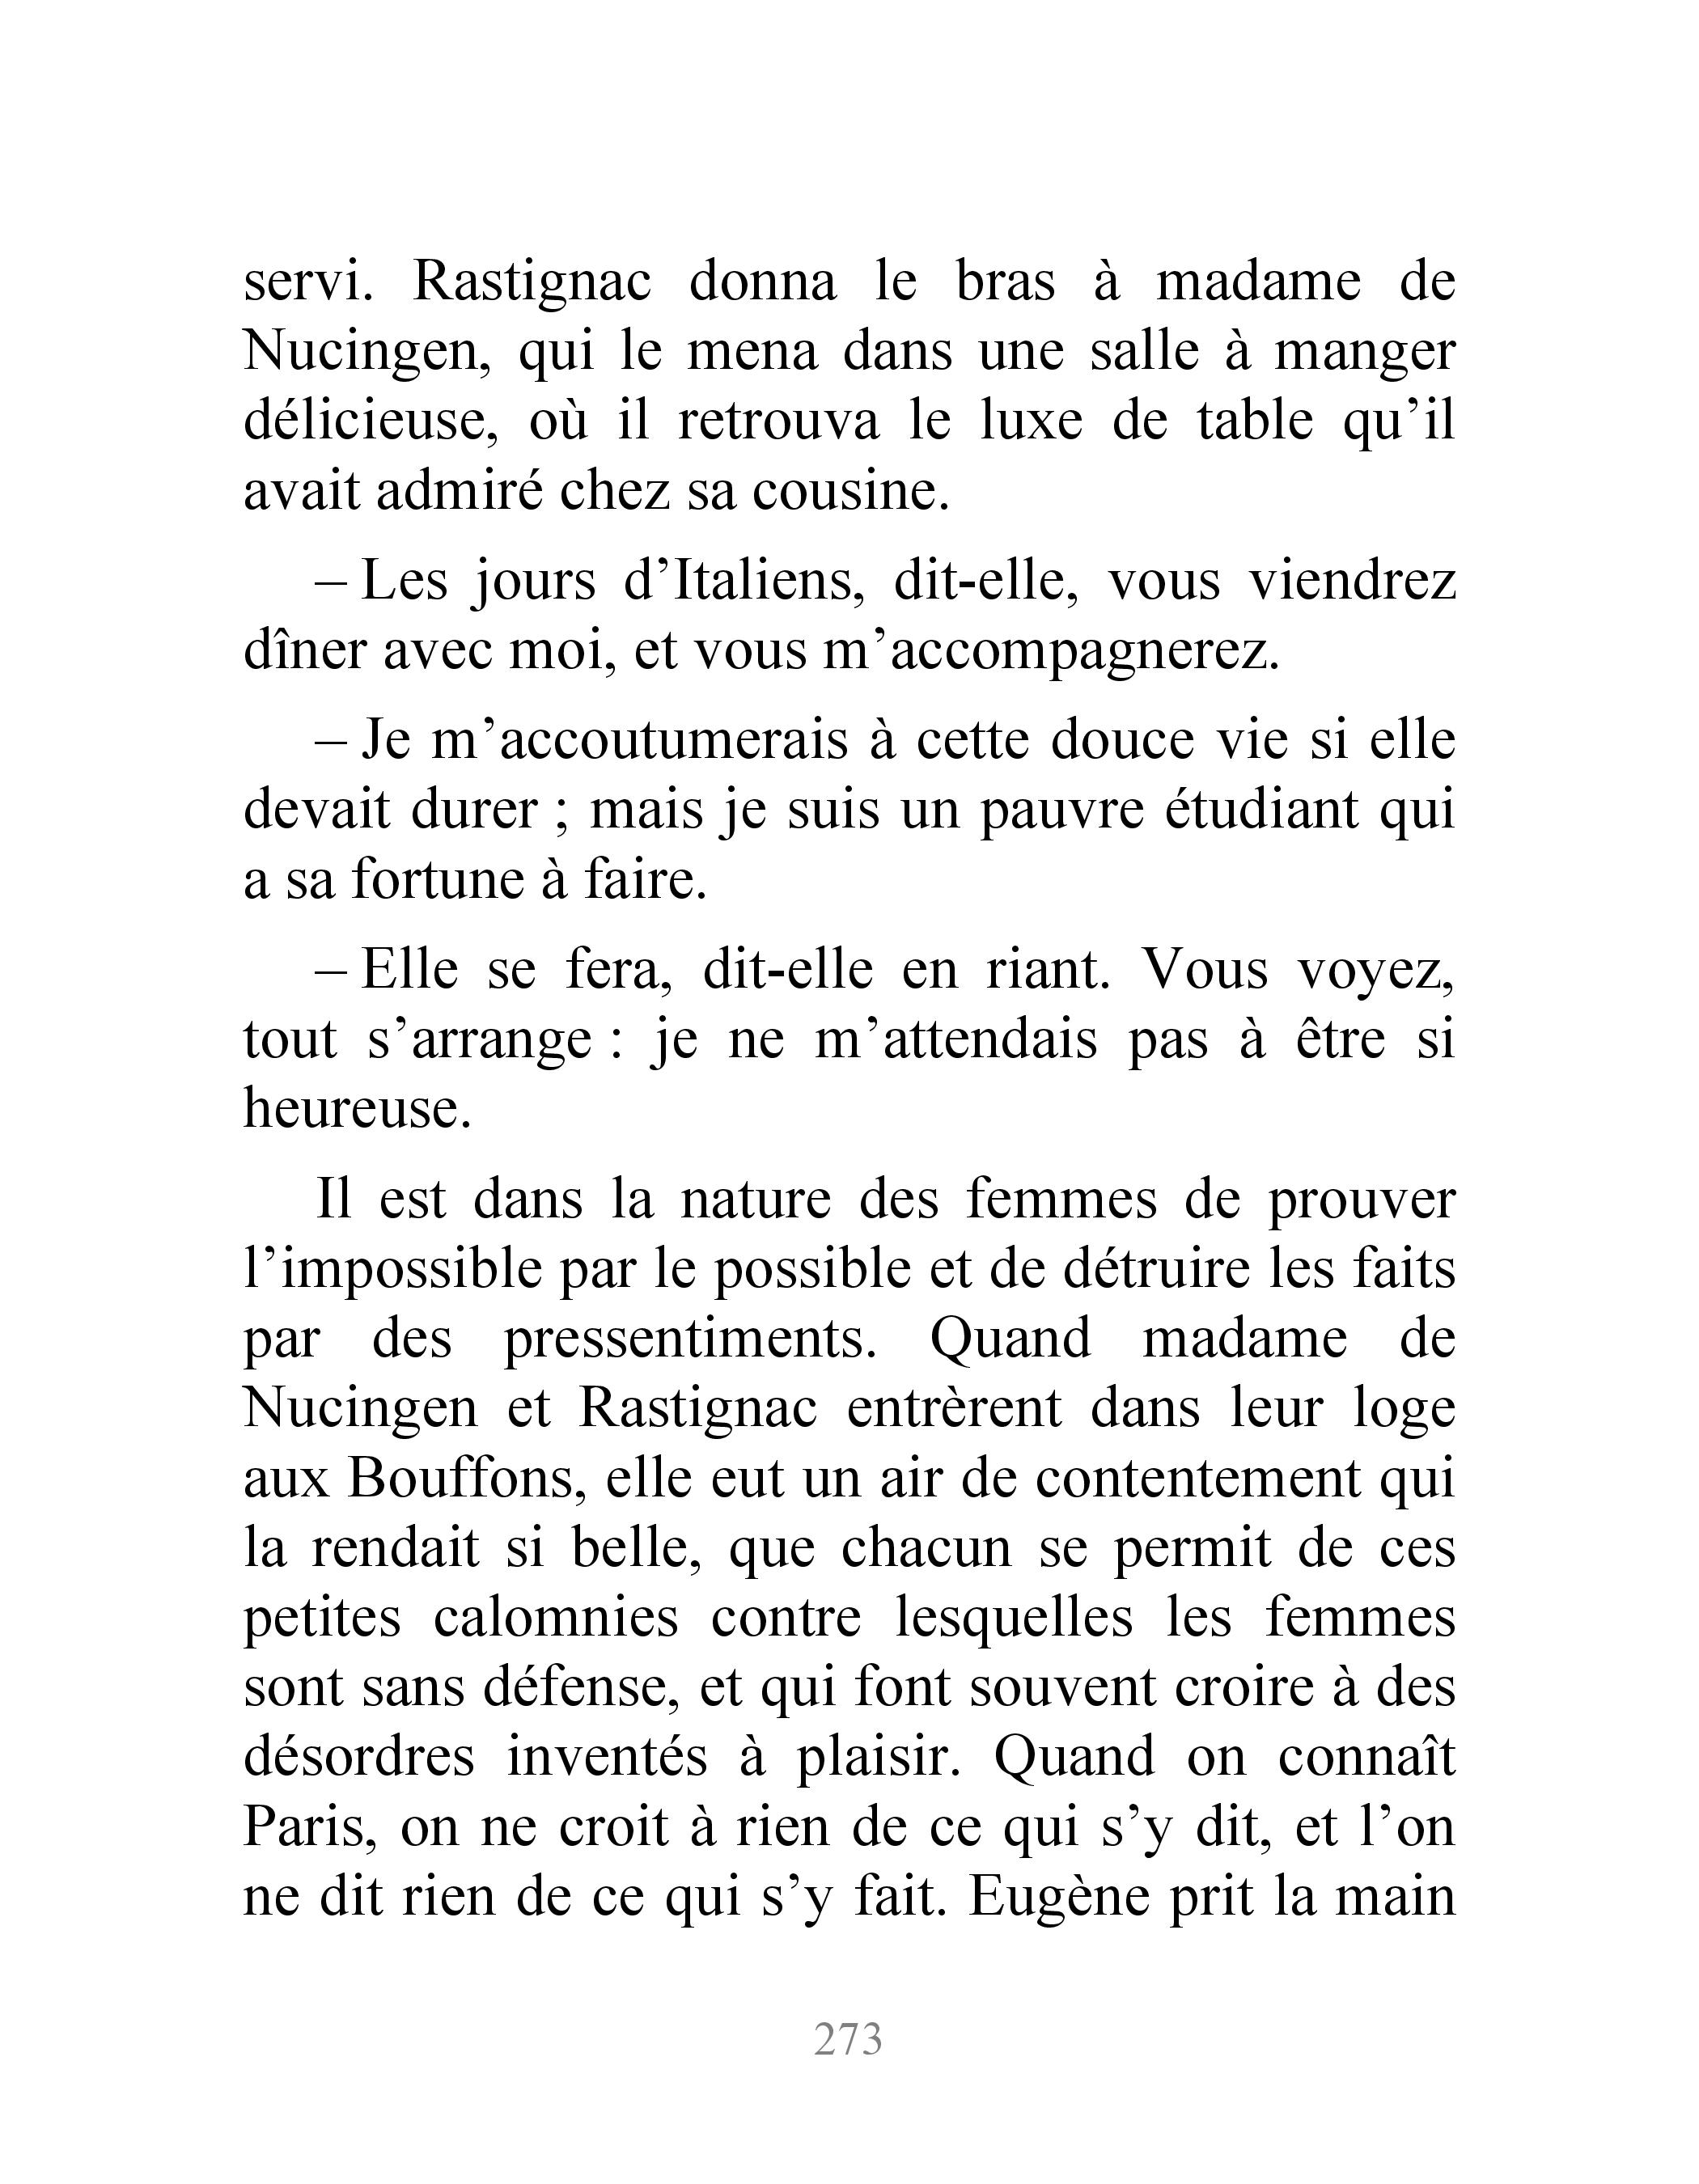 servi. Rastignac donna le bras à madame de
Nucingen, qui le mena dans une salle à manger
délicieuse, où il retrouva le luxe de table qu’il
avait admiré chez sa cousine.
– Les jours d’Italiens, dit-elle, vous viendrez
dîner avec moi, et vous m’accompagnerez.
– Je m’accoutumerais à cette douce vie si elle
devait durer ; mais je suis un pauvre étudiant qui
a sa fortune à faire.
– Elle se fera, dit-elle en riant. Vous voyez,
tout s’arrange : je ne m’attendais pas à être si
heureuse.
Il est dans la nature des femmes de prouver
l’impossible par le possible et de détruire les faits
par des pressentiments. Quand madame de
Nucingen et Rastignac entrèrent dans leur loge
aux Bouffons, elle eut un air de contentement qui
la rendait si belle, que chacun se permit de ces
petites calomnies contre lesquelles les femmes
sont sans défense, et qui font souvent croire à des
désordres inventés à plaisir. Quand on connaît
Paris, on ne croit à rien de ce qui s’y dit, et l’on
ne dit rien de ce qui s’y fait. Eugène prit la main
273